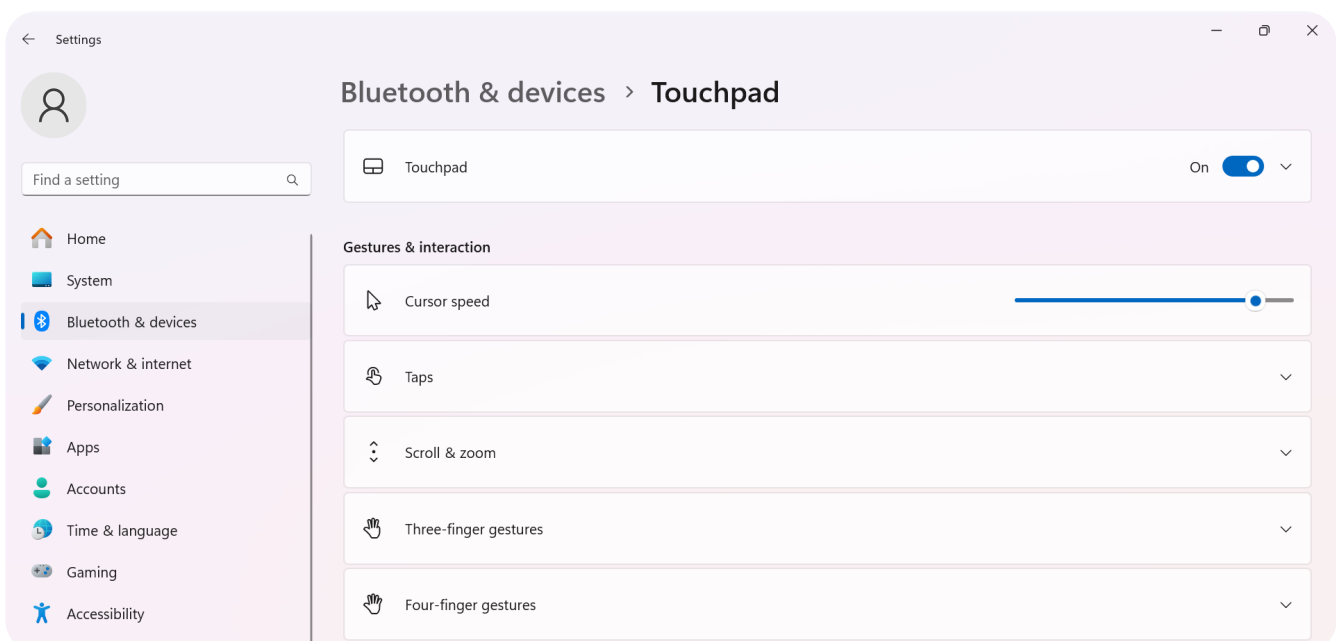 Settings
Find a setting
Home
System
Bluetooth & devices
Network & internet
Personalization
Apps
Accounts
Time & language
Gaming
Accessibility
Bluetooth & devices > Touchpad
Touchpad
On
Gestures & interaction
Cursor speed
Taps
Scroll & zoom
Three-finger gestures
Four-finger gestures